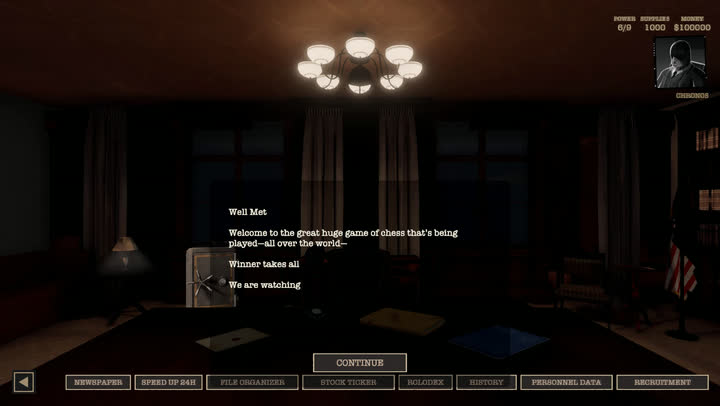 POWER SUPPLIES MONEY
6/9 1000 $100000
CHRONOS
Well Met
Welcome to the great huge game of chess that's being
played—all over the world—
Winner takes all
We are watching
CONTINUE
NEWSPAPER SPEED UP 24H FILE ORGANIZER STOCK TICKER ROLODEX HISTORY PERSONNEL DATA RECRUITMENT